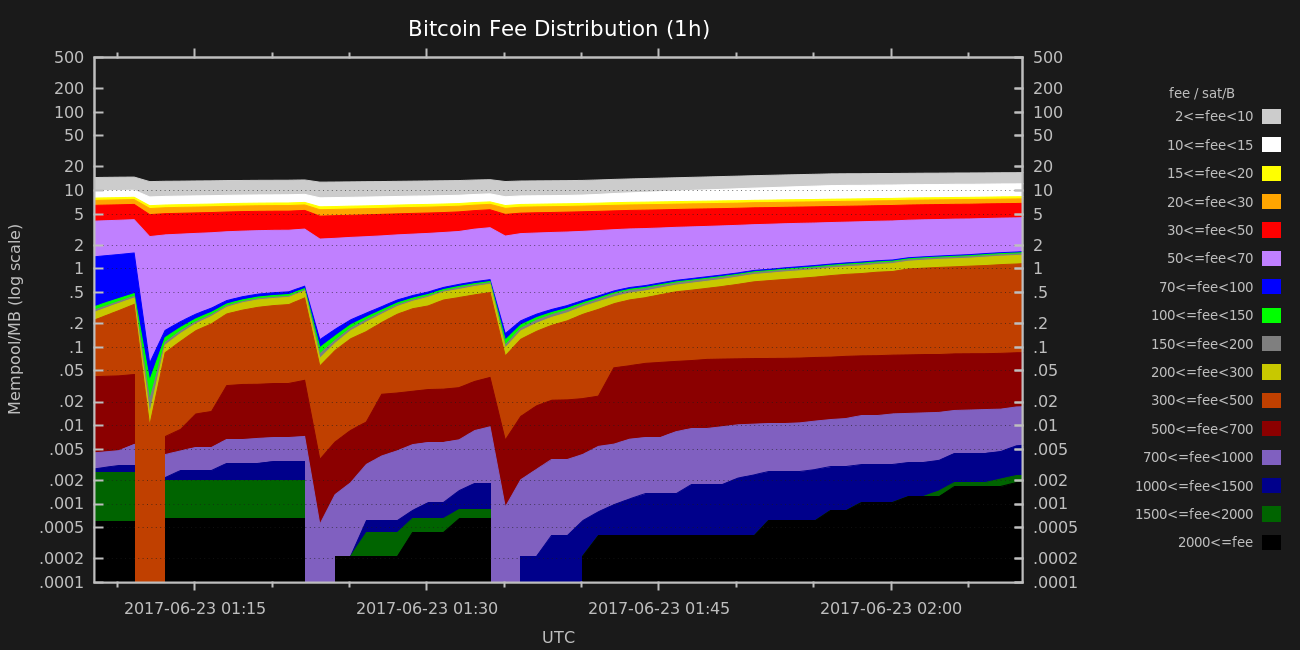 Bitcoin Fee Distribution (1h)
500
200
100
50
20
10
5
2
1
.5
.2
.1
.05
.02
.01
.005
.002
.001
.0005
.0002
.0001
Mempool/MB (log scale)
500
200
100
50
20
10
5
2
1
.5
.2
.1
.05
.02
.01
.005
.002
.001
.0005
.0002
.0001
2017-06-23 01:15
2017-06-23 01:30
2017-06-23 01:45
2017-06-23 02:00
UTC
fee / sat/B
2<=fee<10
10<=fee<15
15<=fee<20
20<=fee<30
30<=fee<50
50<=fee<70
70<=fee<100
100<=fee<150
150<=fee<200
200<=fee<300
300<=fee<500
500<=fee<700
700<=fee<1000
1000<=fee<1500
1500<=fee<2000
2000<=fee